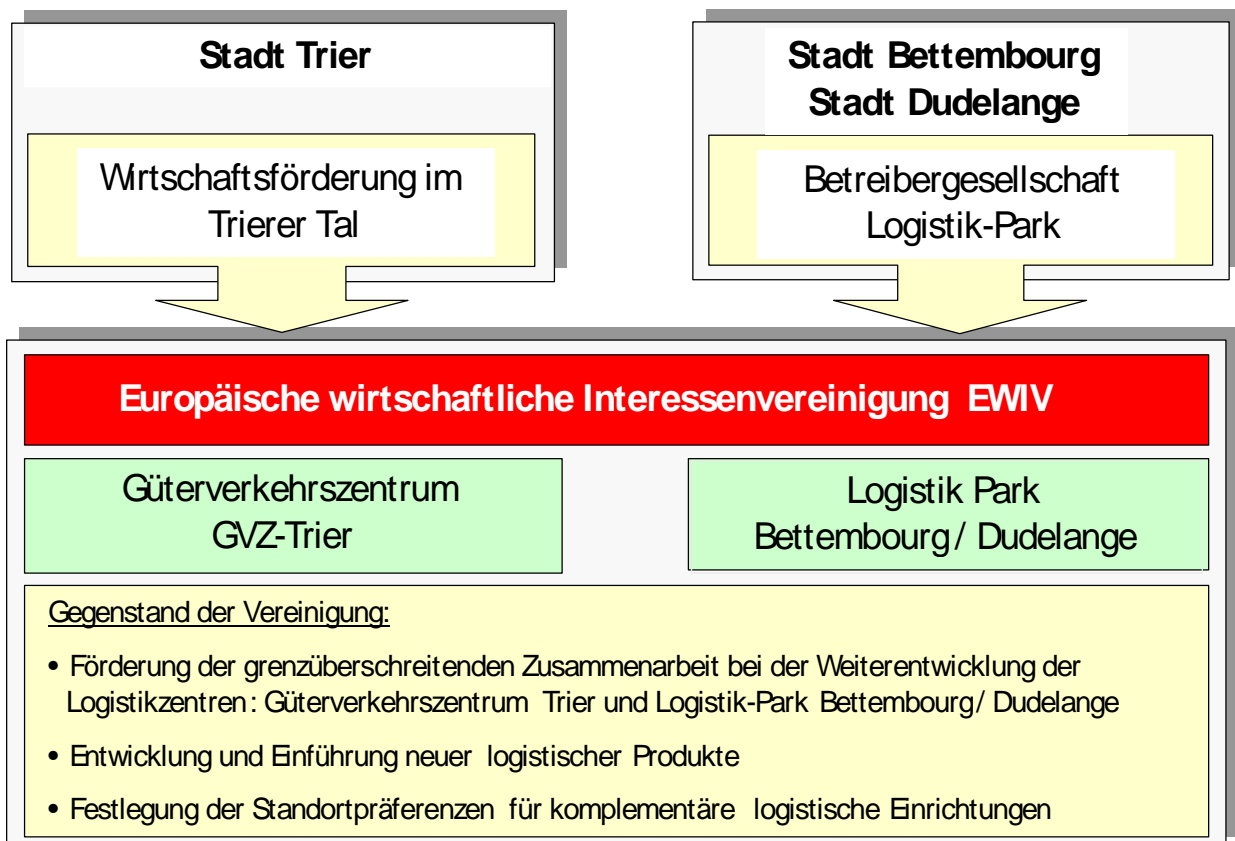 Stadt Trier
Wirtschaftsförderung im
Trierer Tal
Stadt Bettembourg
Stadt Dudelange
Betreibergesellschaft
Logistik-Park
Europäische wirtschaftliche Interessenvereinigung EWIV
Güterverkehrszentrum
GVZ-Trier
Logistik Park
Bettembourg/ Dudelange
Gegenstand der Vereinigung:
• Förderung der grenzüberschreitenden Zusammenarbeit bei der Weiterentwicklung der
Logistikzentren: Güterverkehrszentrum Trier und Logistik-Park Bettembourg/ Dudelange
• Entwicklung und Einführung neuer logistischer Produkte
• Festlegung der Standortpräferenzen für komplementäre logistische Einrichtungen